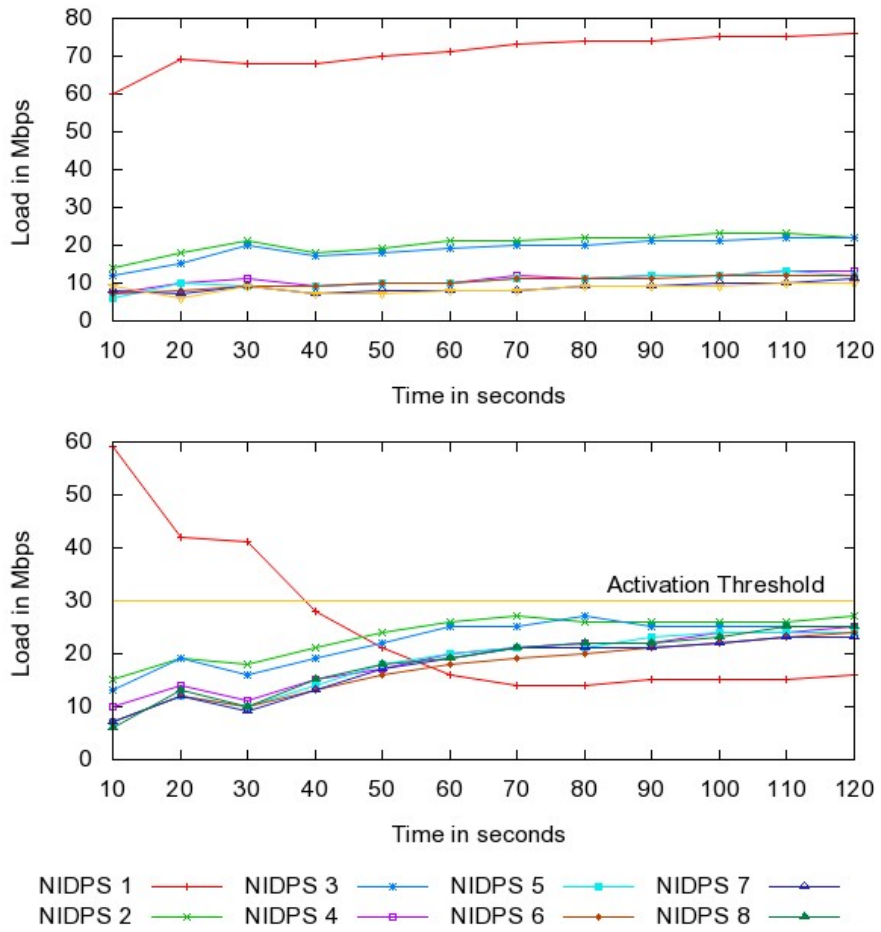 80
70
60
50
40
30
20
10
0
Load in Mbps
10 20 30 40 50 60 70 80 90 100 110 120
Time in seconds
60
50
40
30
20
10
0
Load in Mbps
Activation Threshold
10 20 30 40 50 60 70 80 90 100 110 120
Time in seconds
NIDPS 1 NIDPS 3 NIDPS 5 NIDPS 7
NIDPS 2 NIDPS 4 NIDPS 6 NIDPS 8